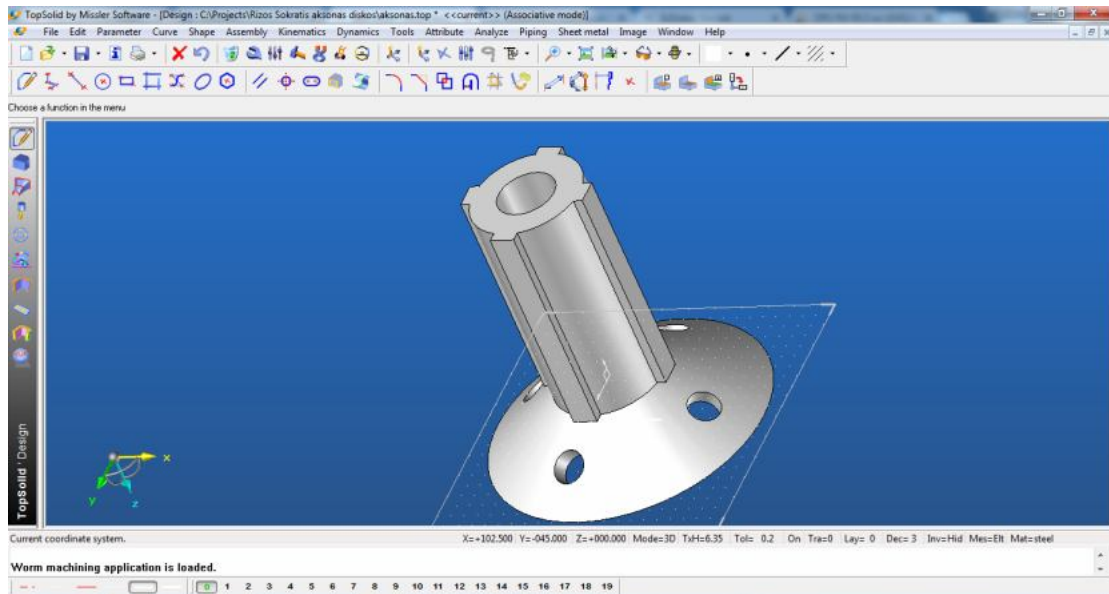 TopSolid by Missler Software - [Design : C:\Projects\Rizos Sokratis aksonas diskos\aksonas.top * <<current>> (Associative mode)]
File Edit Parameter Curve Shape Assembly Kinematics Dynamics Tools Attribute Analyze Piping Sheet metal Image Window Help
Choose a function in the menu
TopSolid'Design
x
y
z
Current coordinate system.
X=+102.500 Y=-045.000 Z=+000.000 Mode=3D TxH=6.35 Tol= 0.2 On Tra=0 Lay= 0 Dec= 3 Inv=Hid Mes=Elt Mat=steel
Worm machining application is loaded.
0 1 2 3 4 5 6 7 8 9 10 11 12 13 14 15 16 17 18 19